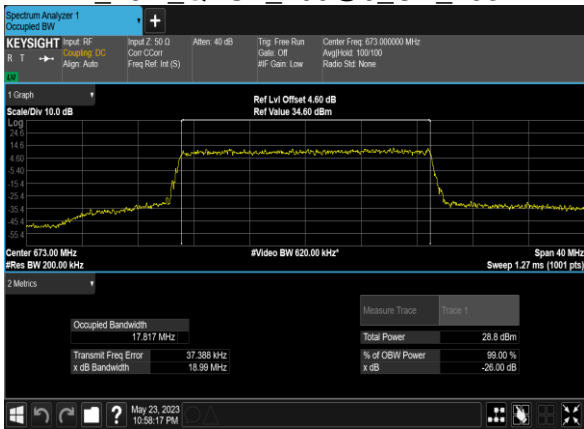 Spectrum Analyzer 1
Occupied BW
+
KEYSIGHT Input: RF Input Z: 50 Ω Atten: 40 dB Trig: Free Run Center Freq: 673.000000 MHz
R T Coupling: DC Corr CCorr Gate: Off Avg|Hold: 100/100
Align: Auto Freq Ref: Int (S) #IF Gain: Low Radio Std: None
LU
1 Graph
Ref Lvl Offset 4.60 dB
Scale/Div 10.0 dB Ref Value 34.60 dBm
Log
24.6
14.6
4.60
-5.40
-15.4
-25.4
-35.4
-45.4
-55.4
Center 673.00 MHz #Video BW 620.00 kHz* Span 40 MHz
#Res BW 200.00 kHz Sweep 1.27 ms (1001 pts)
2 Metrics
Measure Trace Trace 1
Occupied Bandwidth
17.817 MHz Total Power 28.8 dBm
Transmit Freq Error 37.388 kHz % of OBW Power 99.00 %
x dB Bandwidth 18.99 MHz x dB -26.00 dB
? May 23, 2023
10:58:17 PM